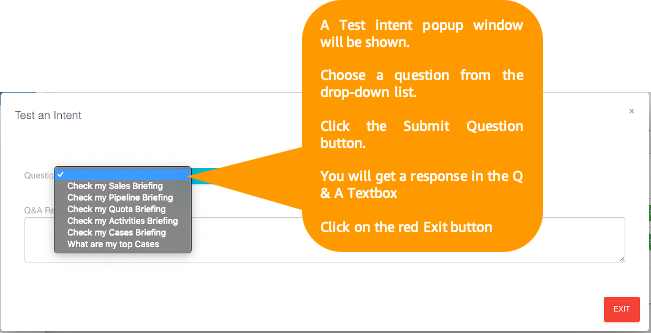 A Test intent popup window
will be shown.
Choose a question from the
drop-down list.
Click the Submit Question
button.
You will get a response in the Q
& A Textbox
Click on the red Exit button
Test an Intent
×
Questio
✓
Check my Sales Briefing
Check my Pipeline Briefing
Check my Quota Briefing
Check my Activities Briefing
Check my Cases Briefing
What are my top Cases
Q&A Re
EXIT